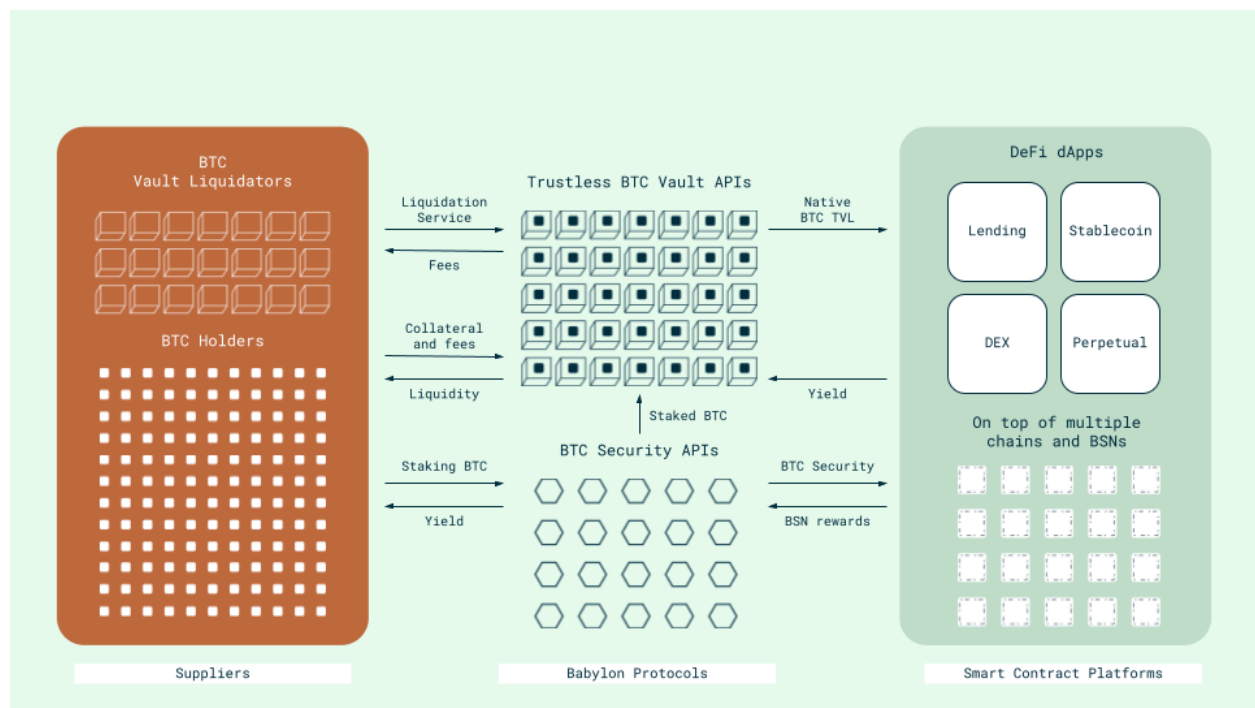 BTC
Vault Liquidators
BTC Holders
Suppliers
Liquidation
Service
Fees
Collateral
and fees
Liquidity
Staking BTC
Yield
Trustless BTC Vault APIs
Staked BTC
BTC Security APIs
Babylon Protocols
Native
BTC TVL
Yield
BTC Security
BSN rewards
DeFi dApps
Lending
Stablecoin
DEX
Perpetual
On top of multiple
chains and BSNs
Smart Contract Platforms